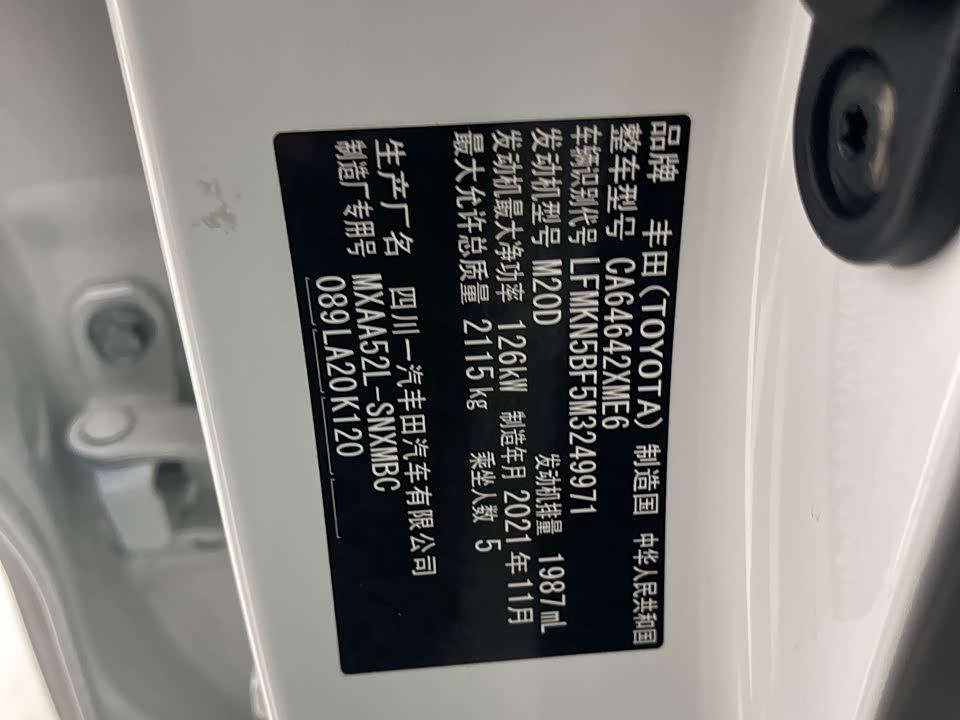 品牌 丰田(TOYOTA) 制造国 中华人民共和国
整车型号 CA64642XME6
车辆识别代号 LFMKN5BF5M3249971
发动机型号 M20D 发动机排量 1987mL
发动机最大净功率 126kW 制造年月 2021年11月
最大允许总质量 2115kg 乘坐人数 5
生产厂名 四川一汽丰田汽车有限公司
制造厂专用号 MXAA52L-SNXMBC
089LA20K120